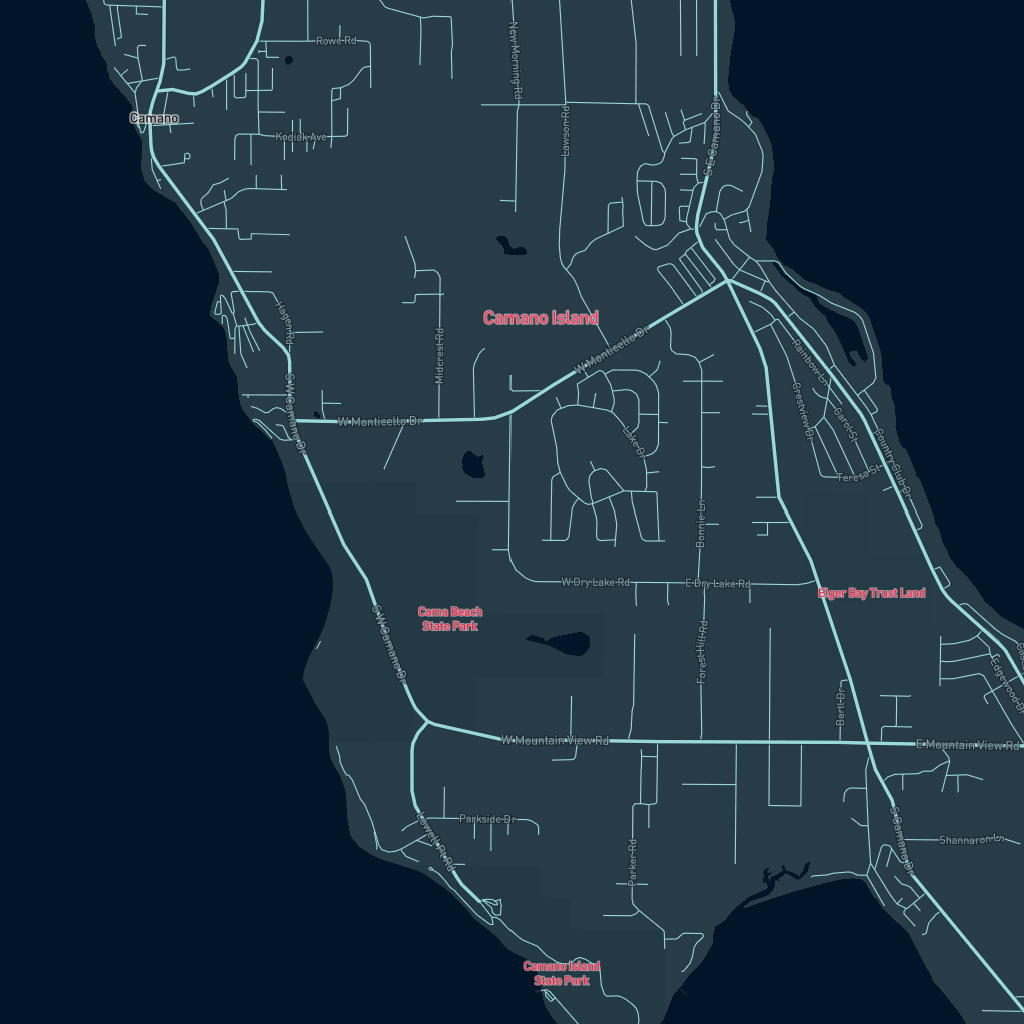 Rowe Rd
New Morning Rd
Camano
Kodiak Ave
Lawson Rd
S E Camano Dr
Camano Island
Hagen Rd
Midcrest Rd
W Monticello Dr
Rainbow Ln
S W Camano Dr
W Monticello Dr
Crestview Dr
Carol St
Lake Dr
Country Club Dr
Teresa St
Bonnie Ln
W Dry Lake Rd
E Dry Lake Rd
Elger Bay Trust Land
Cama Beach
State Park
S W Camano Dr
Forest Hill Rd
Edgewood Dr
Bartl Dr
W Mountain View Rd
E Mountain View Rd
Parkside Dr
Lowell Pt Rd
Parker Rd
S Camano Dr
Shannaron Ln
Camano Island
State Park